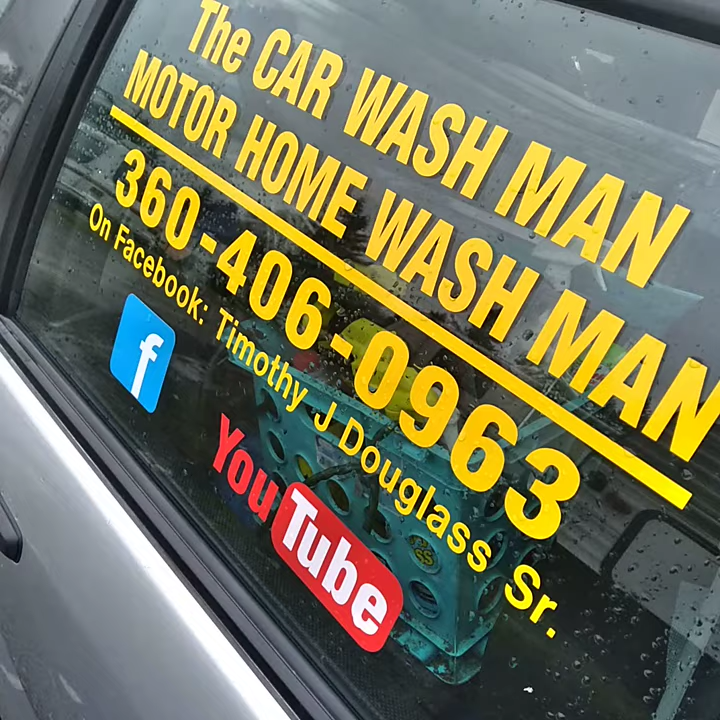 The CAR WASH MAN
MOTOR HOME WASH MAN
360-406-0963
On Facebook: Timothy J Douglass Sr.
f
YouTube